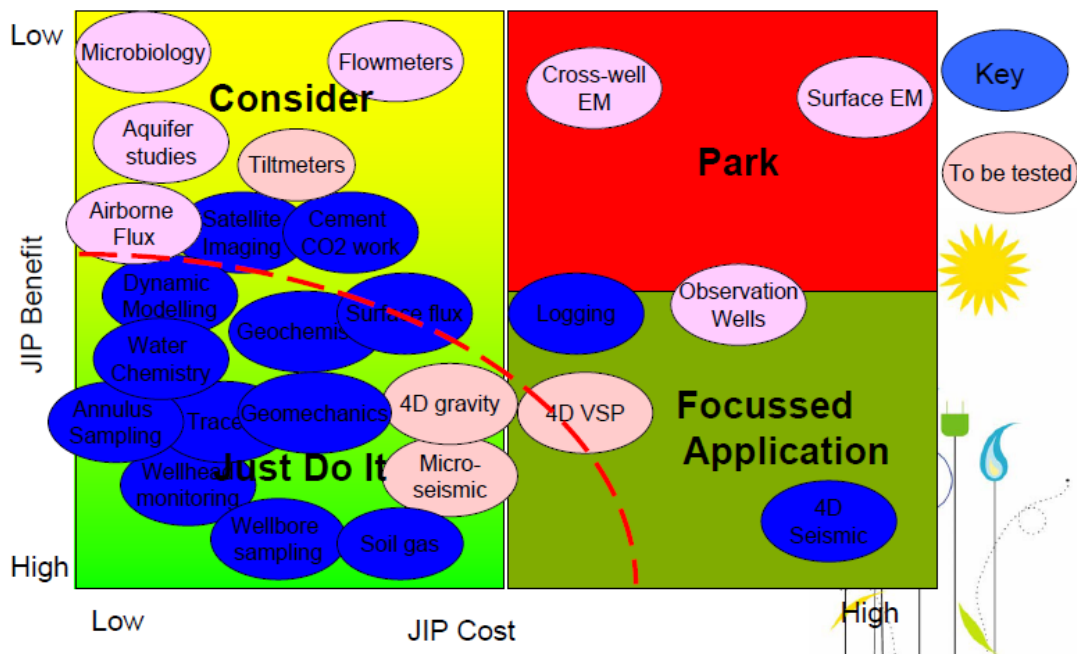 Low
Microbiology
Flowmeters
Consider
Cross-well
EM
Surface EM
Key
Aquifer
studies
Tiltmeters
Park
To be tested
Airborne
Flux
Satellite
Imaging
Cement
CO2 work
JIP Benefit
Dynamic
Modelling
Geochemis
Surface flux
Logging
Observation
Wells
Water
Chemistry
Annulus
Sampling
Trace
Geomechanics
4D gravity
4D VSP
Focussed
Application
Just Do It
Wellhead
monitoring
Micro-
seismic
Wellbore
sampling
Soil gas
4D
Seismic
High
Low
JIP Cost
High